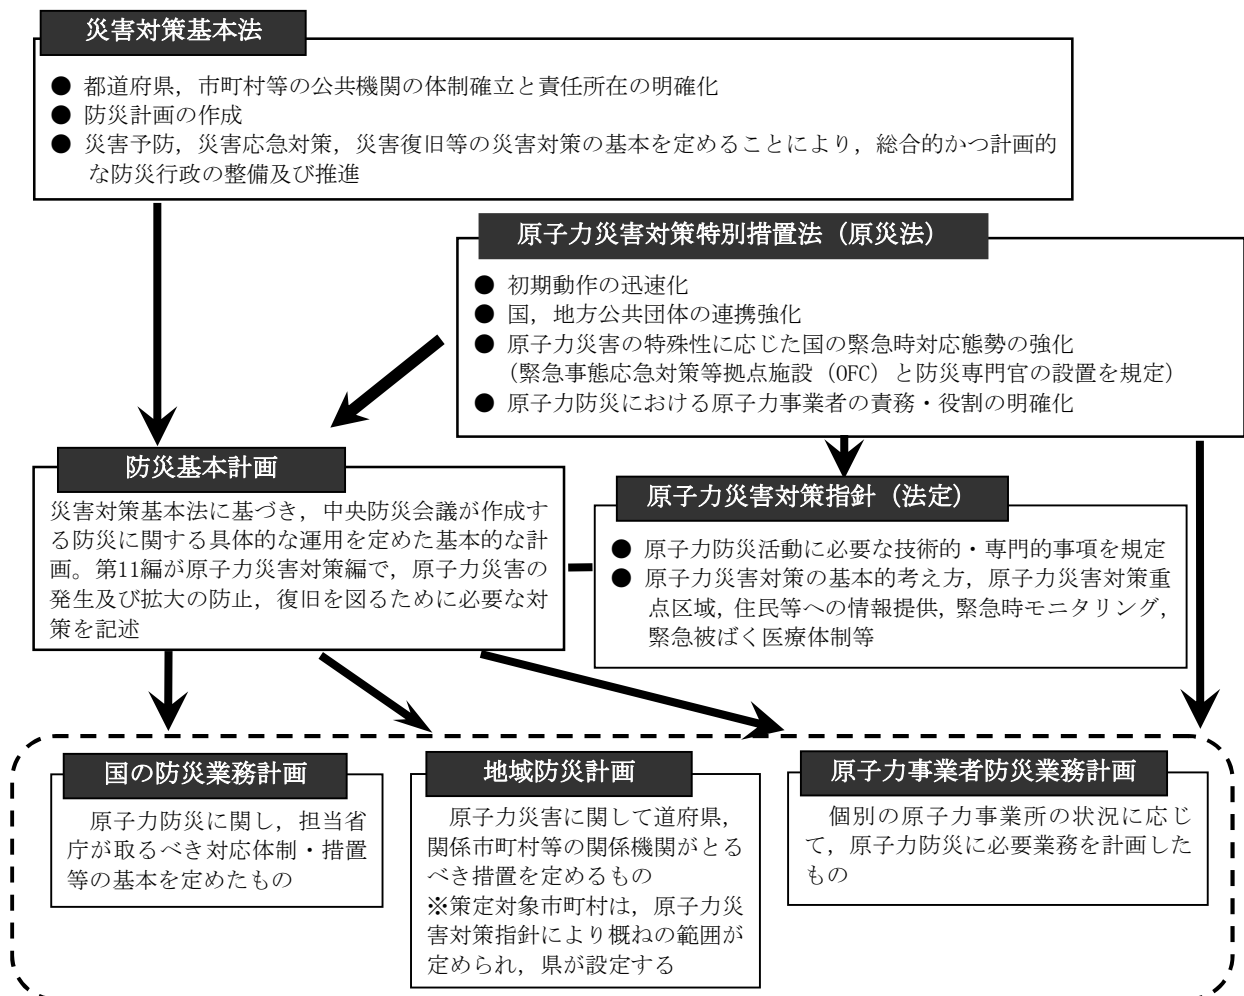 災害対策基本法
● 都道府県，市町村等の公共機関の体制確立と責任所在の明確化
● 防災計画の作成
● 災害予防，災害応急対策，災害復旧等の災害対策の基本を定めることにより，総合的かつ計画的
な防災行政の整備及び推進
原子力災害対策特別措置法（原災法）
● 初期動作の迅速化
● 国，地方公共団体の連携強化
● 原子力災害の特殊性に応じた国の緊急時対応態勢の強化
（緊急事態応急対策等拠点施設（OFC）と防災専門官の設置を規定）
● 原子力防災における原子力事業者の責務・役割の明確化
防災基本計画
災害対策基本法に基づき，中央防災会議が作成す
る防災に関する具体的な運用を定めた基本的な計
画。第11編が原子力災害対策編で，原子力災害の
発生及び拡大の防止，復旧を図るために必要な対
策を記述
原子力災害対策指針（法定）
● 原子力防災活動に必要な技術的・専門的事項を規定
● 原子力災害対策の基本的考え方，原子力災害対策重
点区域，住民等への情報提供，緊急時モニタリング，
緊急被ばく医療体制等
国の防災業務計画
原子力防災に関し，担当省
庁が取るべき対応体制・措置
等の基本を定めたもの
地域防災計画
原子力災害に関して道府県，
関係市町村等の関係機関がとる
べき措置を定めるもの
※策定対象市町村は，原子力災
害対策指針により概ねの範囲が
定められ，県が設定する
原子力事業者防災業務計画
個別の原子力事業所の状況に応じ
て，原子力防災に必要業務を計画した
もの